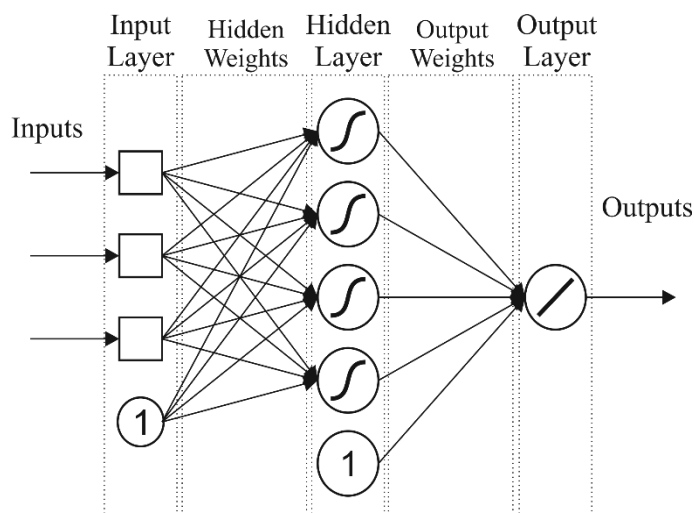 Input
Layer
Hidden
Weights
Hidden
Layer
Output
Weights
Output
Layer
Inputs
Outputs
1
1